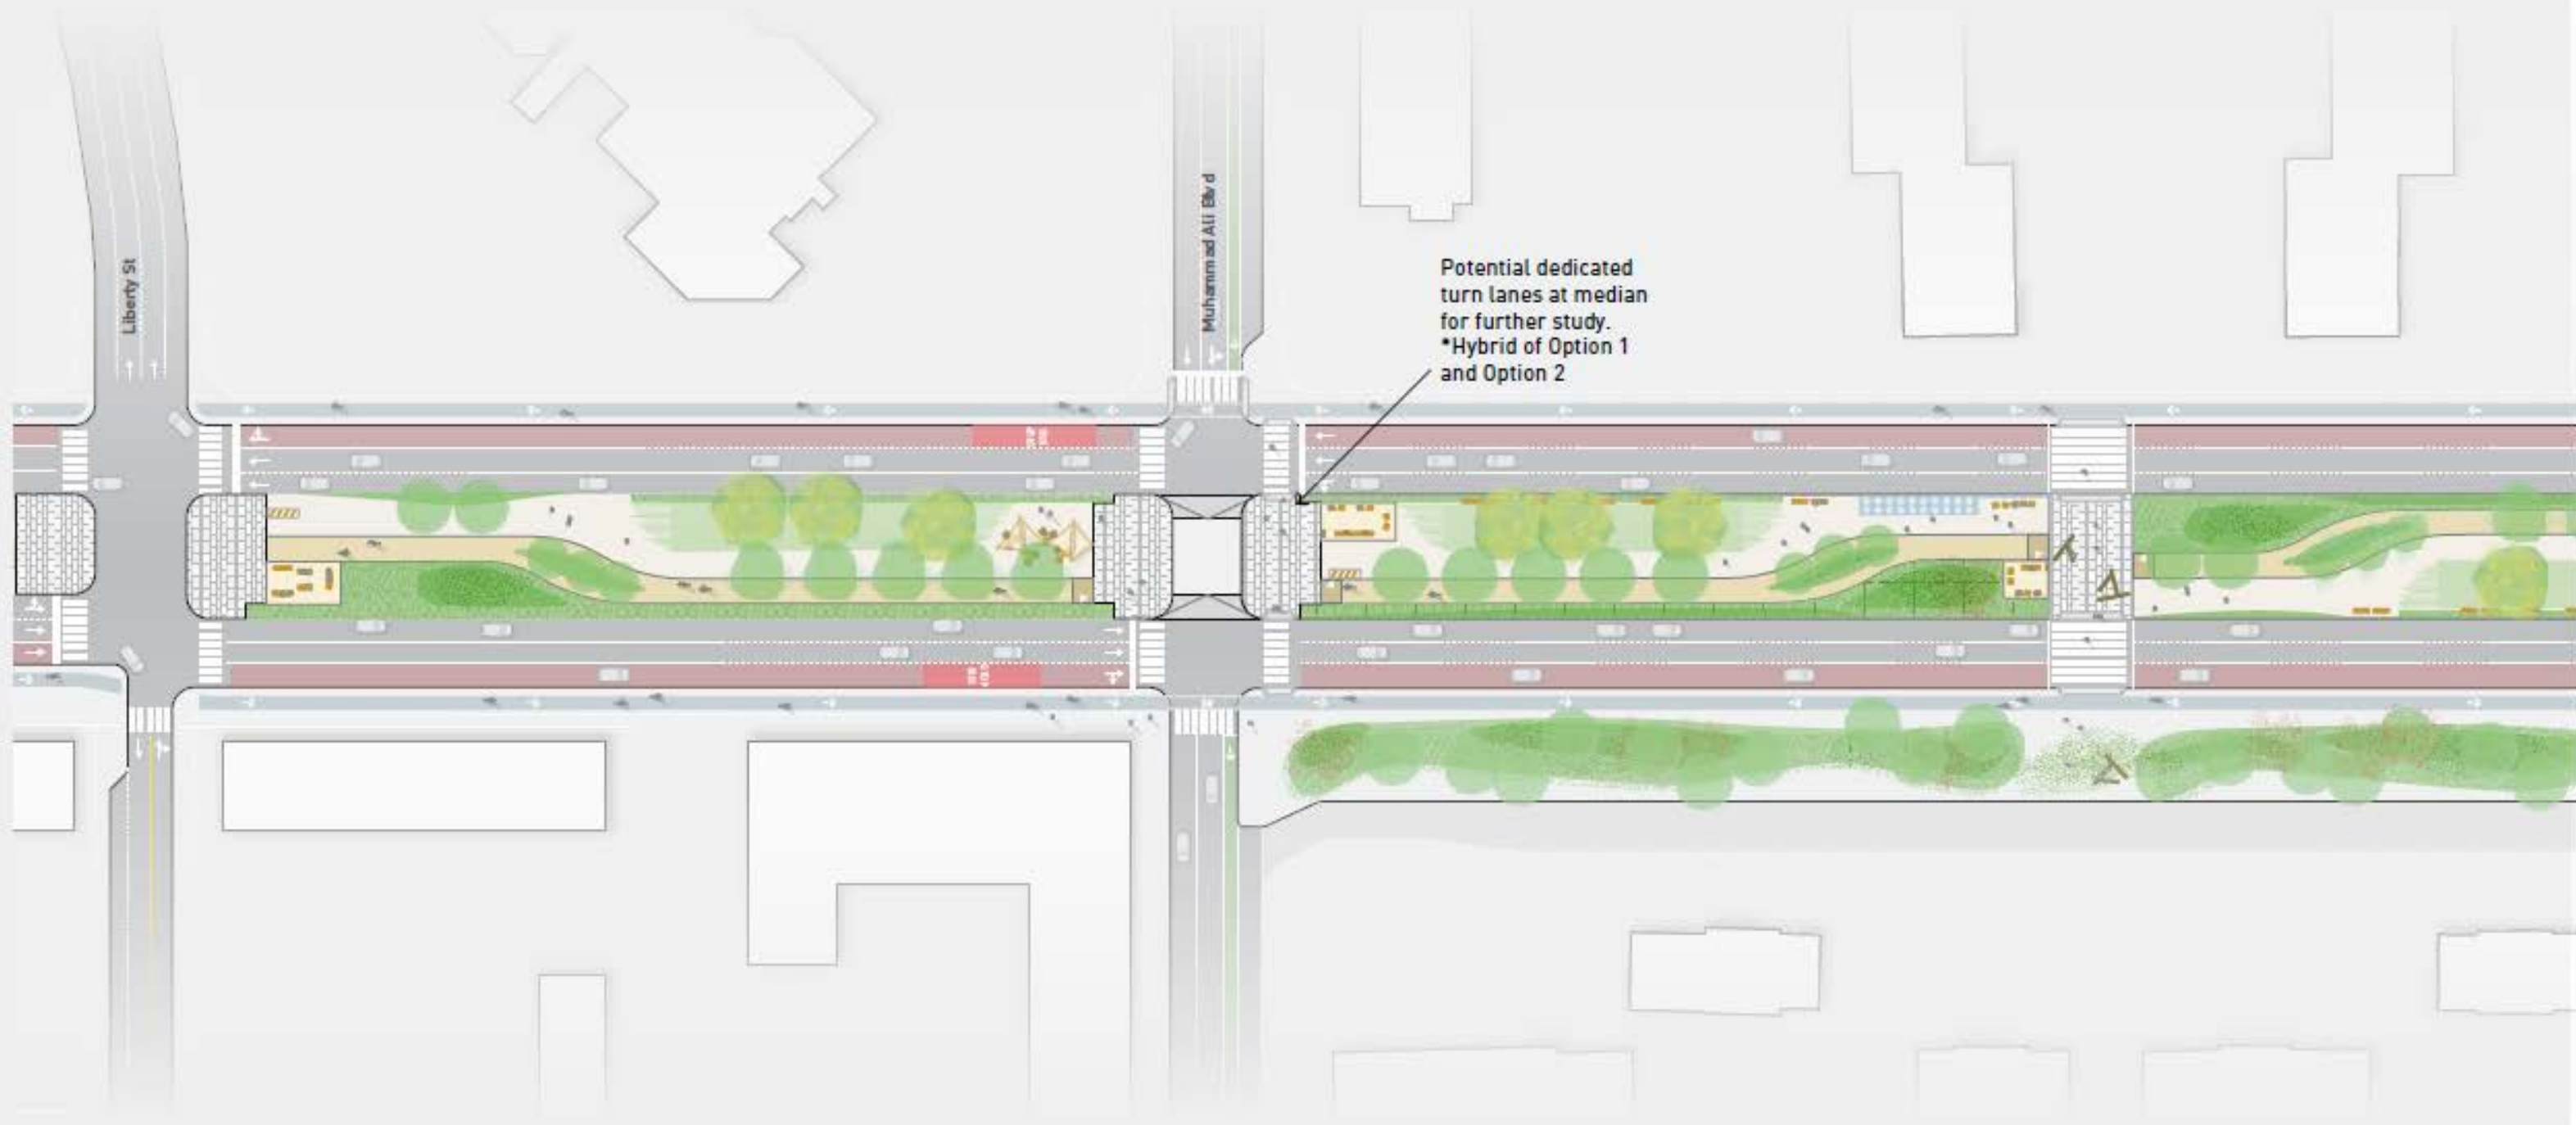 Liberty St
Muhammad Ali Blvd
Potential dedicated
turn lanes at median
for further study.
*Hybrid of Option 1
and Option 2